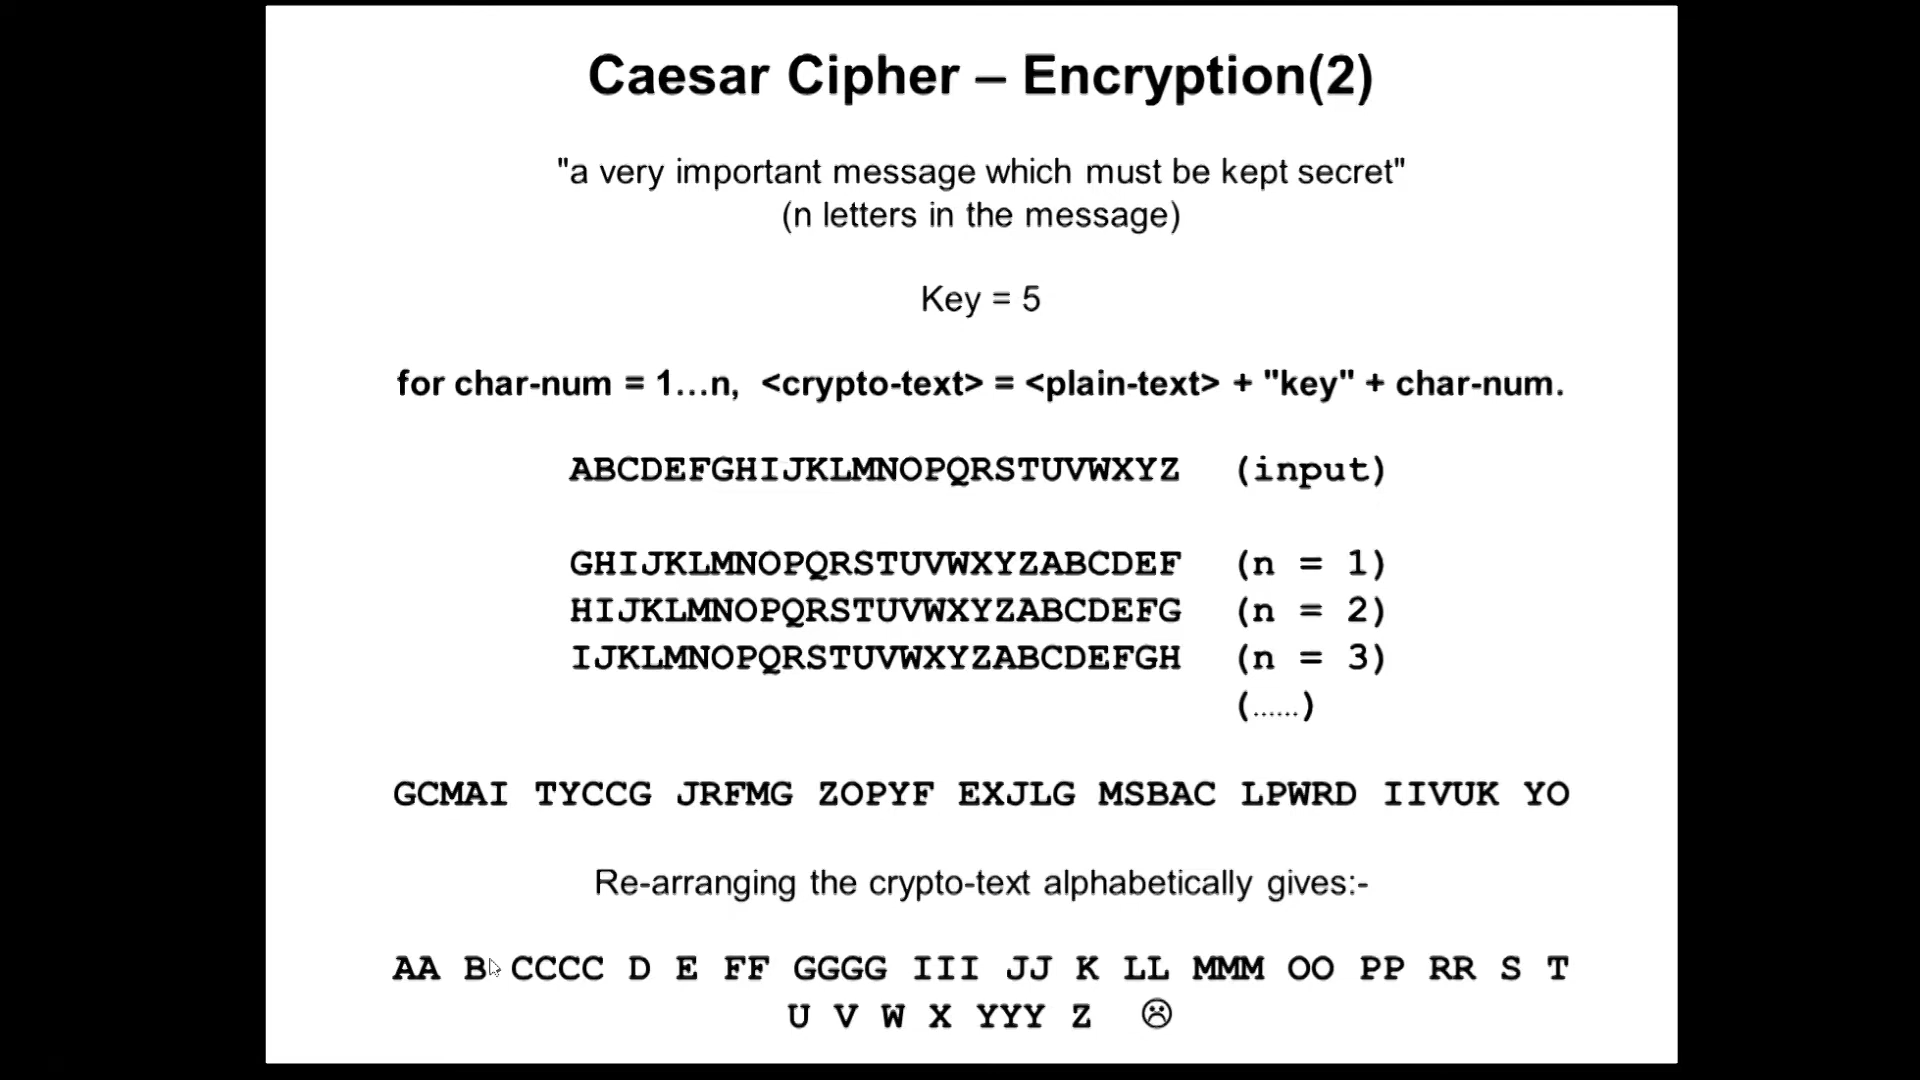 Caesar Cipher – Encryption(2)
"a very important message which must be kept secret"
(n letters in the message)
Key = 5
for char-num = 1...n, <crypto-text> = <plain-text> + "key" + char-num.
ABCDEFGHIJKLMNOPQRSTUVWXYZ (input)
GHIJKLMNOPQRSTUVWXYZABCDEF (n = 1)
HIJKLMNOPQRSTUVWXYZABCDEFG (n = 2)
IJKLMNOPQRSTUVWXYZABCDEFGH (n = 3)
(......)
GCMAI TYCCG JRFMG ZOPYF EXJLG MSBAC LPWRD IIVUK YO
Re-arranging the crypto-text alphabetically gives:-
AA B CCCC D E FF GGGG III JJ K LL MMM OO PP RR S T
U V W X YYY Z ☹